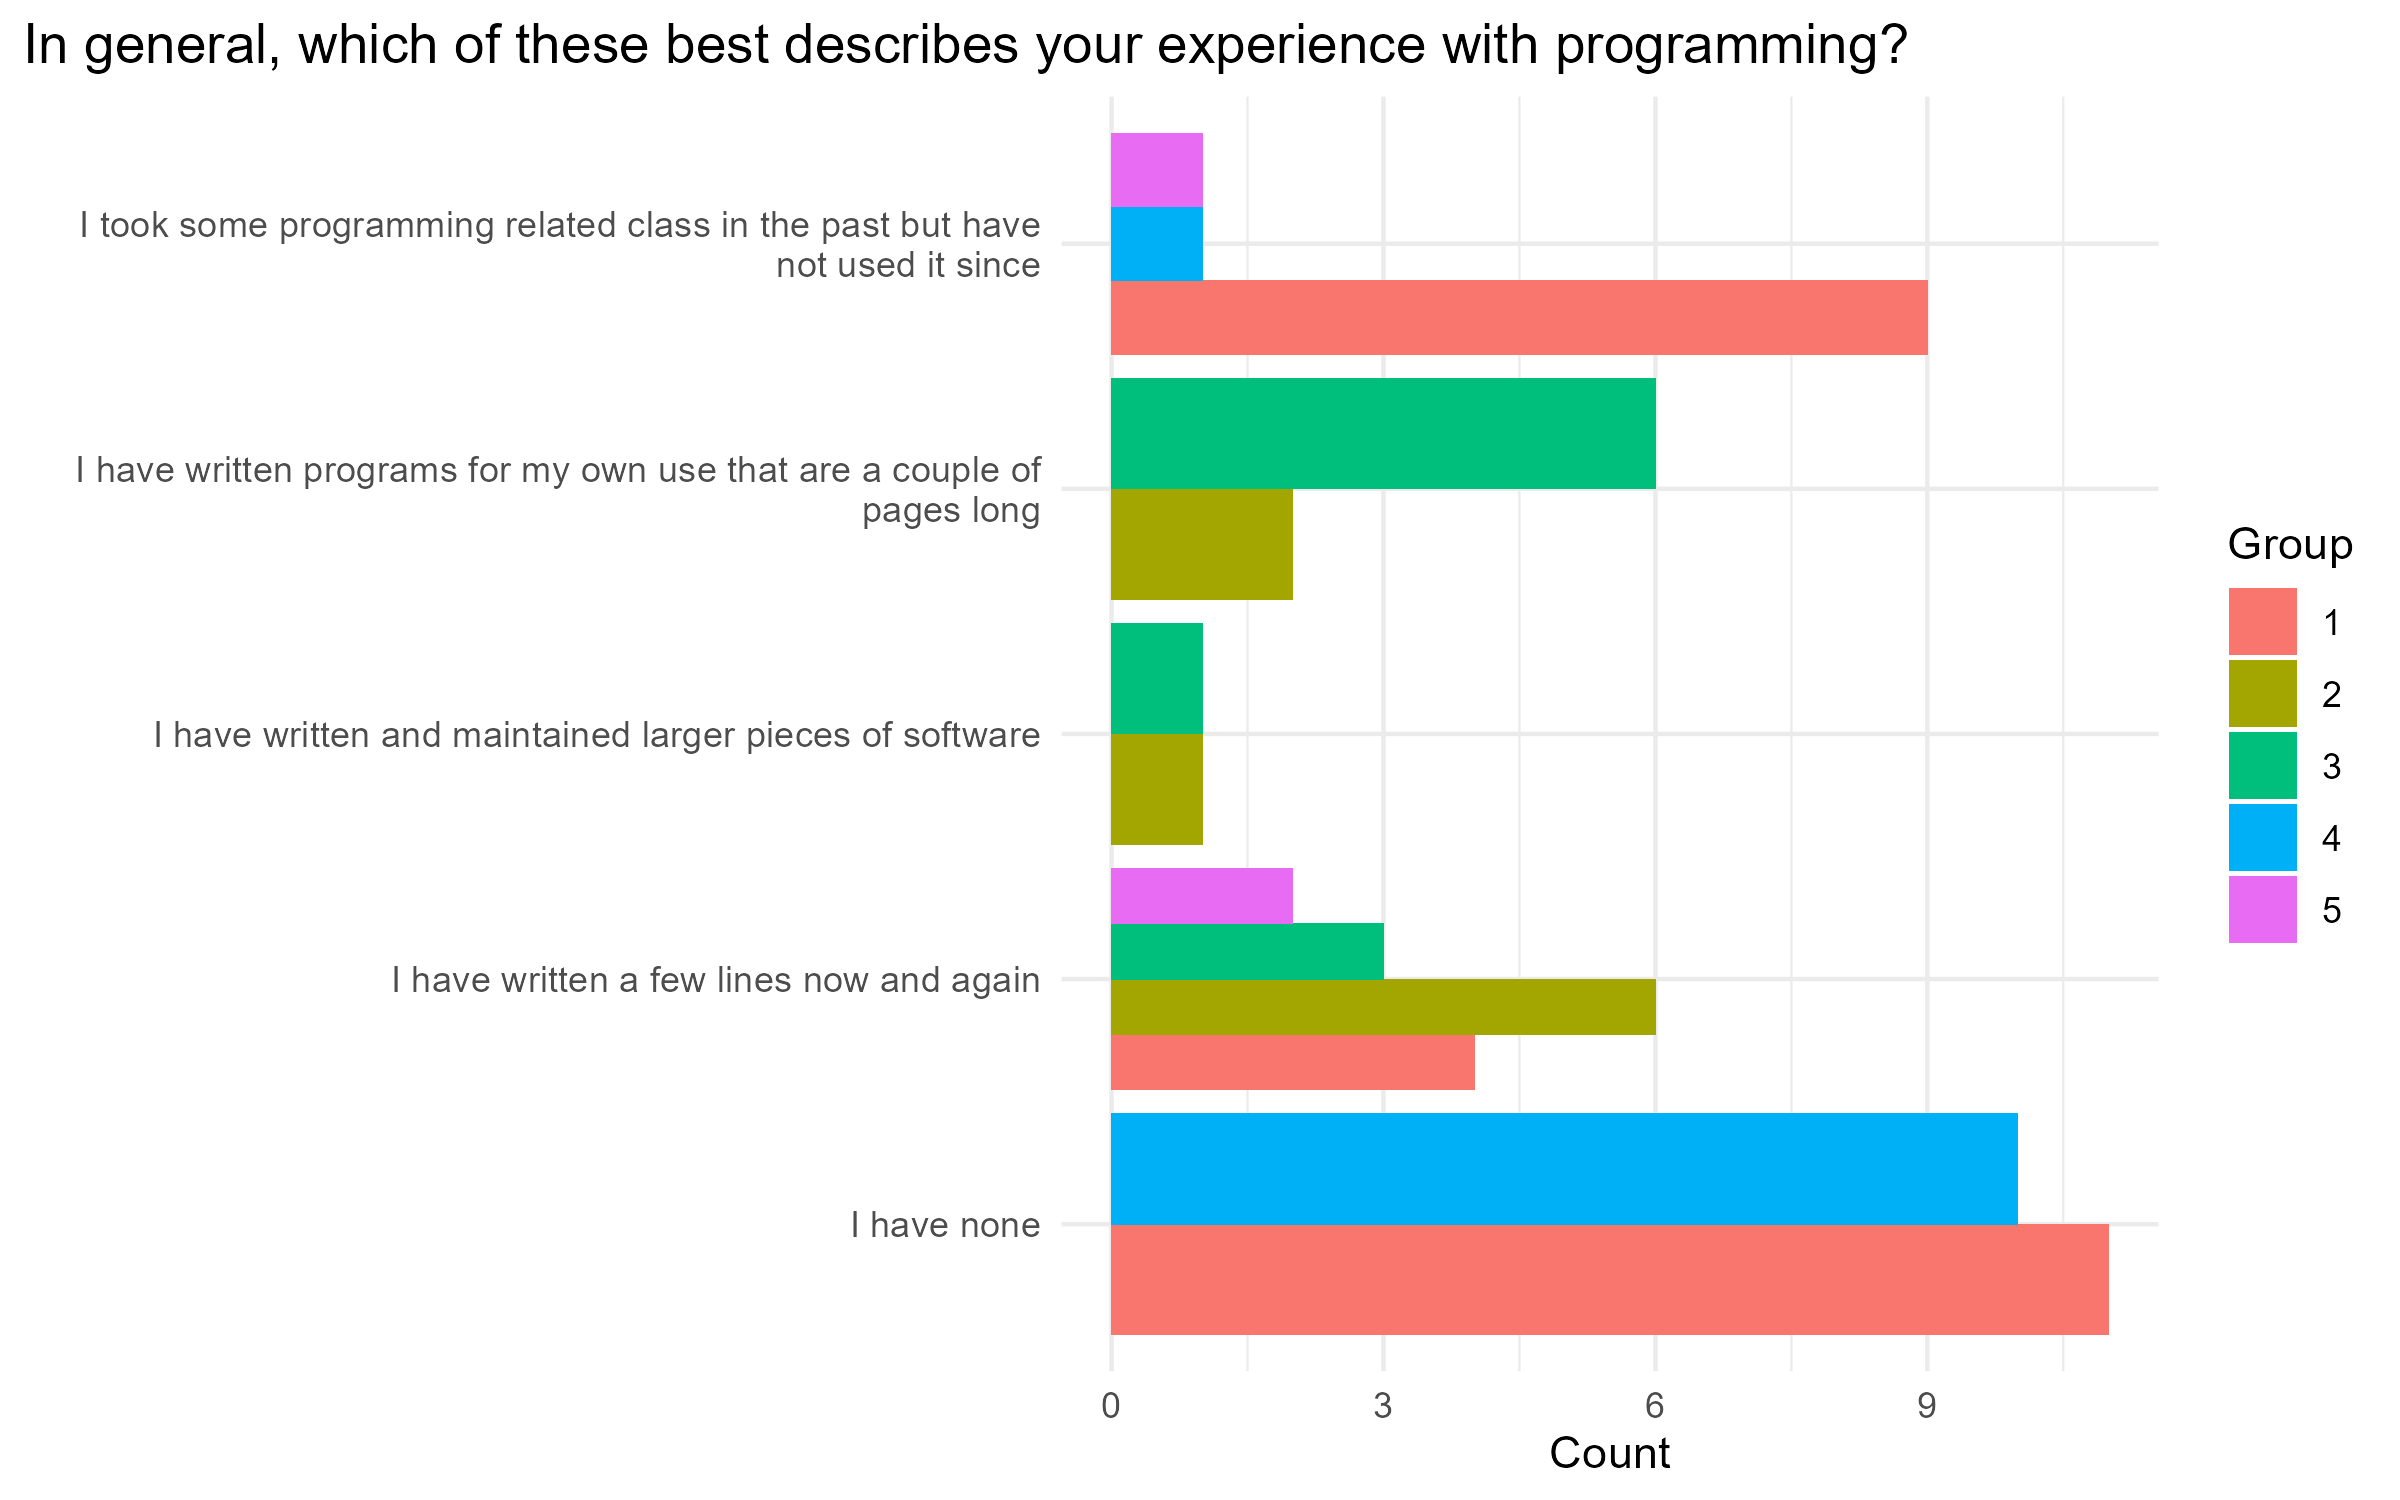 In general, which of these best describes your experience with programming?
I took some programming related class in the past but have
not used it since
I have written programs for my own use that are a couple of
pages long
I have written and maintained larger pieces of software
I have written a few lines now and again
I have none
0 3 6 9
Count
Group
1
2
3
4
5